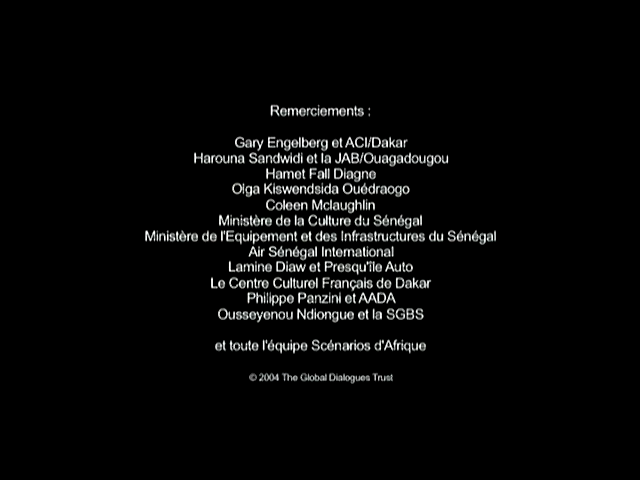 Remerciements :
Gary Engelberg et ACI/Dakar
Harouna Sandwidi et la JAB/Ouagadougou
Hamet Fall Diagne
Olga Kiswendsida Ouédraogo
Coleen Mclaughlin
Ministère de la Culture du Sénégal
Ministère de l'Equipement et des Infrastructures du Sénégal
Air Sénégal International
Lamine Diaw et Presqu'île Auto
Le Centre Culturel Français de Dakar
Philippe Panzini et AADA
Ousseyenou Ndiongue et la SGBS
et toute l'équipe Scénarios d'Afrique
© 2004 The Global Dialogues Trust